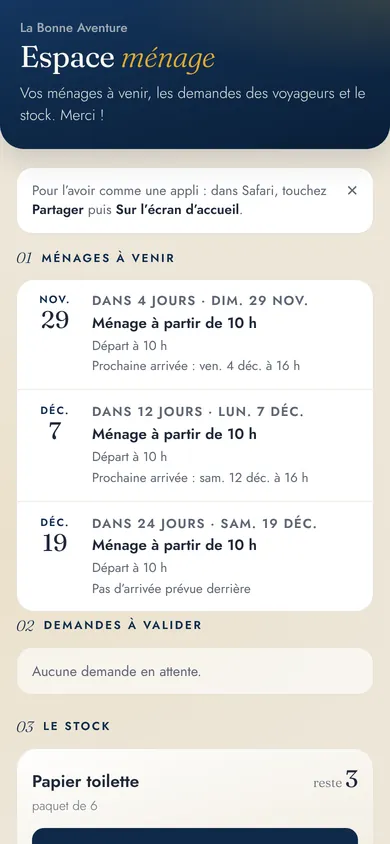 La Bonne Aventure
Espace ménage
Vos ménages à venir, les demandes des voyageurs et le
stock. Merci !
Pour l’avoir comme une appli : dans Safari, touchez
Partager puis Sur l’écran d’accueil.
✕
01 MÉNAGES À VENIR
NOV.
29
DANS 4 JOURS · DIM. 29 NOV.
Ménage à partir de 10 h
Départ à 10 h
Prochaine arrivée : ven. 4 déc. à 16 h
DÉC.
7
DANS 12 JOURS · LUN. 7 DÉC.
Ménage à partir de 10 h
Départ à 10 h
Prochaine arrivée : sam. 12 déc. à 16 h
DÉC.
19
DANS 24 JOURS · SAM. 19 DÉC.
Ménage à partir de 10 h
Départ à 10 h
Pas d’arrivée prévue derrière
02 DEMANDES À VALIDER
Aucune demande en attente.
03 LE STOCK
Papier toilette
reste 3
paquet de 6